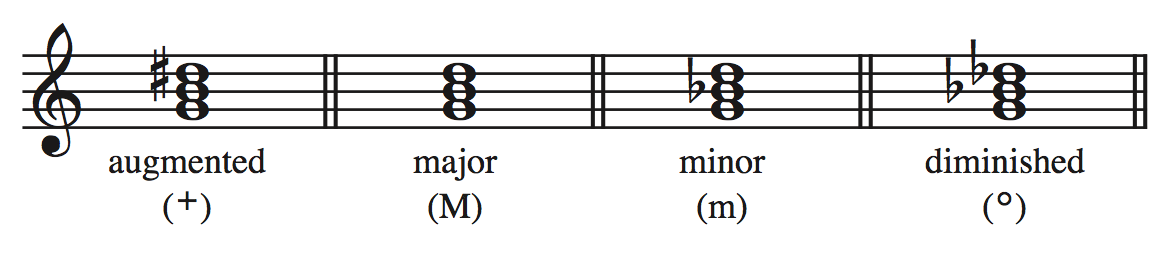 augmented major minor diminished
(+) (M) (m) (°)